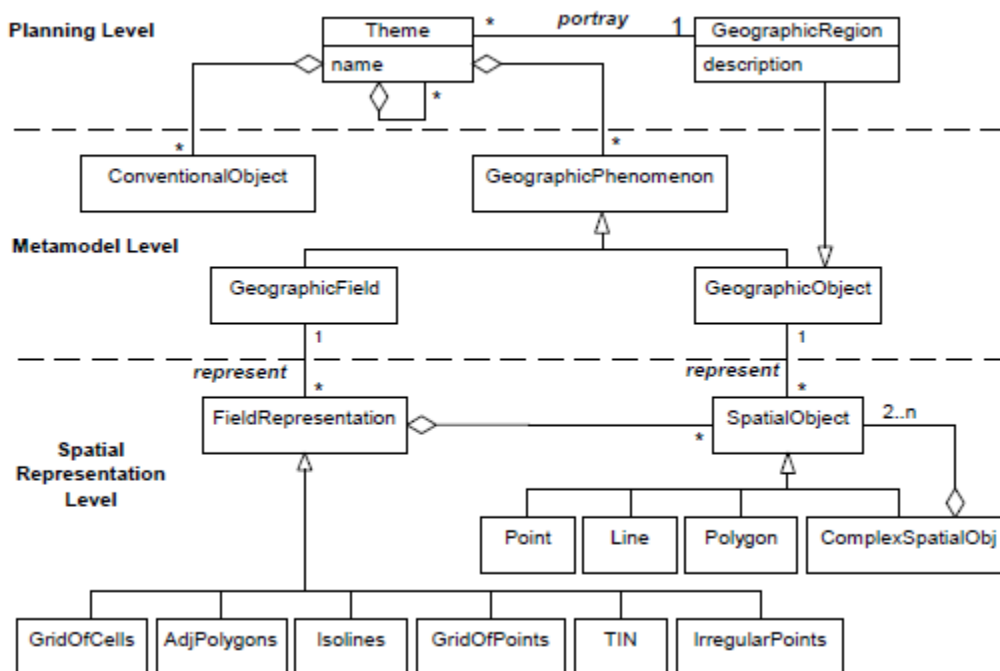 Planning Level
Theme
name
*
portray
1
GeographicRegion
description
*
*
*
ConventionalObject
GeographicPhenomenon
Metamodel Level
GeographicField
GeographicObject
1
1
represent
*
represent
*
FieldRepresentation
*
SpatialObject
2..n
Spatial
Representation
Level
Point
Line
Polygon
ComplexSpatialObj
GridOfCells
AdjPolygons
Isolines
GridOfPoints
TIN
IrregularPoints